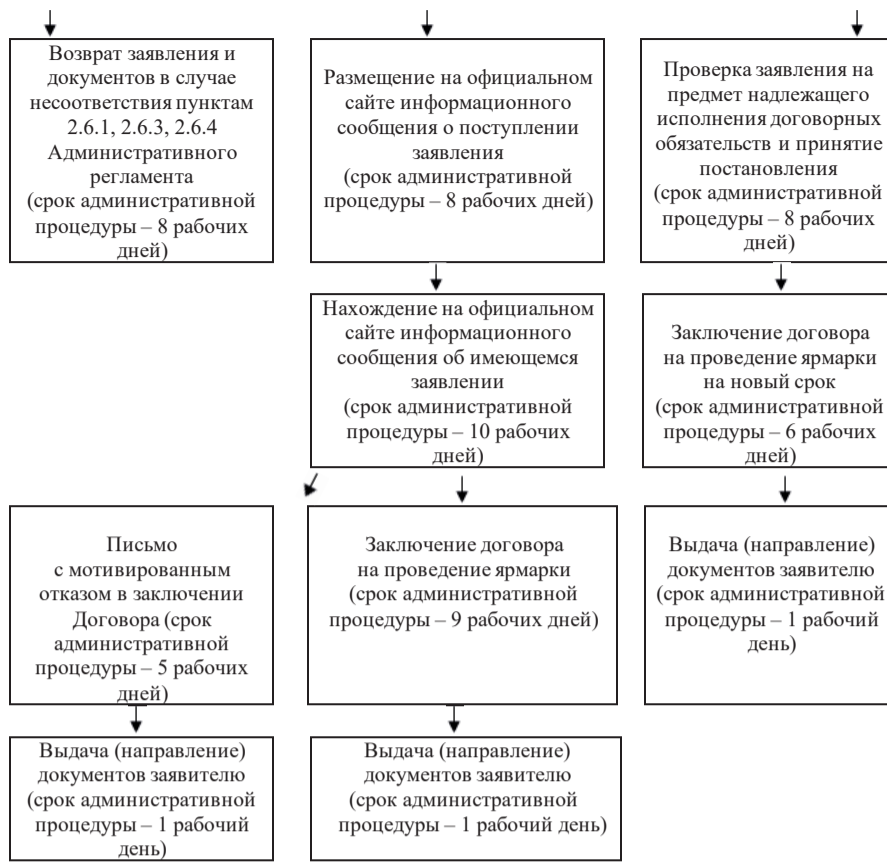 Возврат заявления и
документов в случае
несоответствия пунктам
2.6.1, 2.6.3, 2.6.4
Административного
регламента
(срок административной
процедуры – 8 рабочих
дней)
Размещение на официальном
сайте информационного
сообщения о поступлении
заявления
(срок административной
процедуры – 8 рабочих дней)
Проверка заявления на
предмет надлежащего
исполнения договорных
обязательств и принятие
постановления
(срок административной
процедуры – 8 рабочих
дней)
Нахождение на официальном
сайте информационного
сообщения об имеющемся
заявлении
(срок административной
процедуры – 10 рабочих
дней)
Заключение договора
на проведение ярмарки
на новый срок
(срок административной
процедуры – 6 рабочих
дней)
Письмо
с мотивированным
отказом в заключении
Договора (срок
административной
процедуры – 5 рабочих
дней)
Заключение договора
на проведение ярмарки
(срок административной
процедуры – 9 рабочих дней)
Выдача (направление)
документов заявителю
(срок административной
процедуры – 1 рабочий
день)
Выдача (направление)
документов заявителю
(срок административной
процедуры – 1 рабочий
день)
Выдача (направление)
документов заявителю
(срок административной
процедуры – 1 рабочий день)